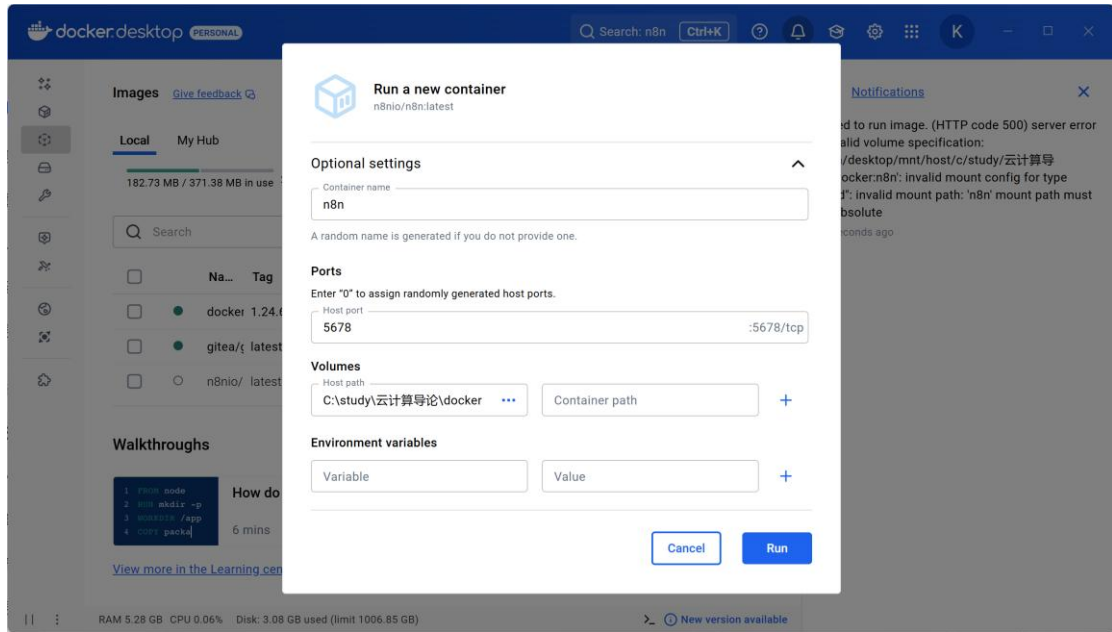 docker.desktop PERSONAL
Search: n8n Ctrl+K
K
Images Give feedback
Local My Hub
182.73 MB / 371.38 MB in use
Search
Na... Tag
docker 1.24.6
gitea/g latest
n8nio/ latest
Walkthroughs
1 FROM node
2 RUN mkdir -p
3 WORKDIR /app
4 COPY packa
How do
6 mins
View more in the Learning cen
Run a new container
n8nio/n8n:latest
Optional settings
Container name
n8n
A random name is generated if you do not provide one.
Ports
Enter “0” to assign randomly generated host ports.
Host port
5678
:5678/tcp
Volumes
Host path
C:\study\云计算导论\docker
Container path
Environment variables
Variable
Value
Cancel
Run
Notifications
ed to run image. (HTTP code 500) server error
alid volume specification:
/desktop/mnt/host/c/study/云计算导
ocker:n8n': invalid mount config for type
d": invalid mount path: 'n8n' mount path must
bsolute
econds ago
RAM 5.28 GB CPU 0.06% Disk: 3.08 GB used (limit 1006.85 GB)
New version available